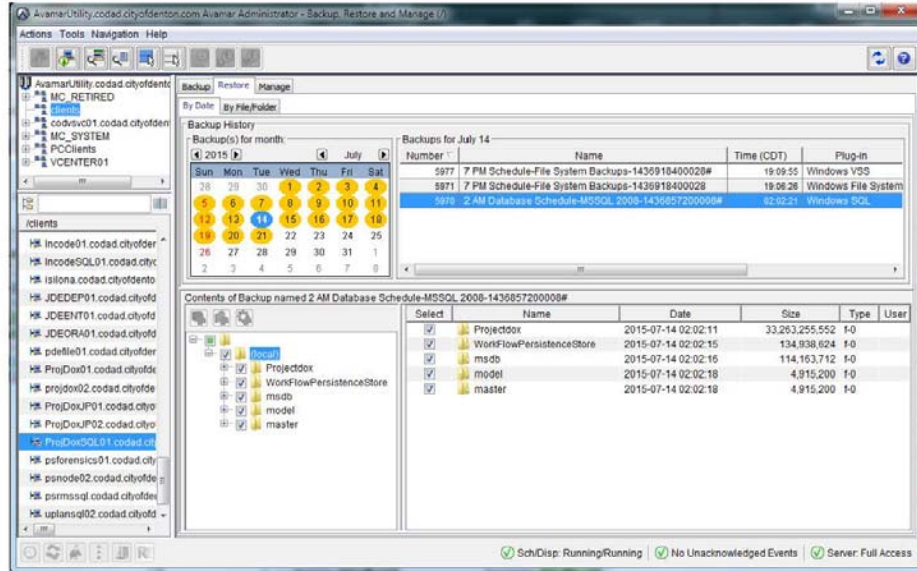 AvamarUtility.codad.cityofdenton.com Avamar Administrator - Backup, Restore and Manage (/)
Actions Tools Navigation Help
AvamarUtility.codad.cityofdento
MC_RETIRED
clients
codvsvc01.codad.cityofden
MC_SYSTEM
PCClients
VCENTER01
/clients
Incode01.codad.cityofder
IncodeSQL01.codad.cityc
isilona.codad.cityofdento
JDEDEP01.codad.cityofd
JDEENT01.codad.cityofd
JDEORA01.codad.cityofd
pdefile01.codad.cityofder
ProjDox01.codad.cityofd
projdox02.codad.cityofde
ProjDoxJP01.codad.cityo
ProjDoxJP02.codad.cityo
ProjDoxSQL01.codad.cit
psforensics01.codad.city
psnode02.codad.cityofde
psrmssql.codad.cityofder
uplansql02.codad.cityofd
Backup Restore Manage
By Date By File/Folder
Backup History
Backup(s) for month:
2015 July
Sun Mon Tue Wed Thu Fri Sat
28 29 30 1 2 3 4
5 6 7 8 9 10 11
12 13 14 15 16 17 18
19 20 21 22 23 24 25
26 27 28 29 30 31 1
2 3 4 5 6 7 8
Backups for July 14
Number Name Time (CDT) Plug-in
5977 7 PM Schedule-File System Backups-1436918400028# 19:09:55 Windows VSS
5971 7 PM Schedule-File System Backups-1436918400028 19:06:26 Windows File System
5970 2 AM Database Schedule-MSSQL 2008-1436857200008# 02:02:21 Windows SQL
Contents of Backup named 2 AM Database Schedule-MSSQL 2008-1436857200008#
(local)
Projectdox
WorkFlowPersistenceStore
msdb
model
master
Select Name Date Size Type User
Projectdox 2015-07-14 02:02:11 33,263,255,552 f-0
WorkFlowPersistenceStore 2015-07-14 02:02:15 134,938,624 f-0
msdb 2015-07-14 02:02:16 114,163,712 f-0
model 2015-07-14 02:02:18 4,915,200 f-0
master 2015-07-14 02:02:18 4,915,200 f-0
Sch/Disp: Running/Running No Unacknowledged Events Server: Full Access